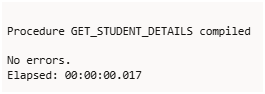 Procedure GET_STUDENT_DETAILS compiled
No errors.
Elapsed: 00:00:00.017